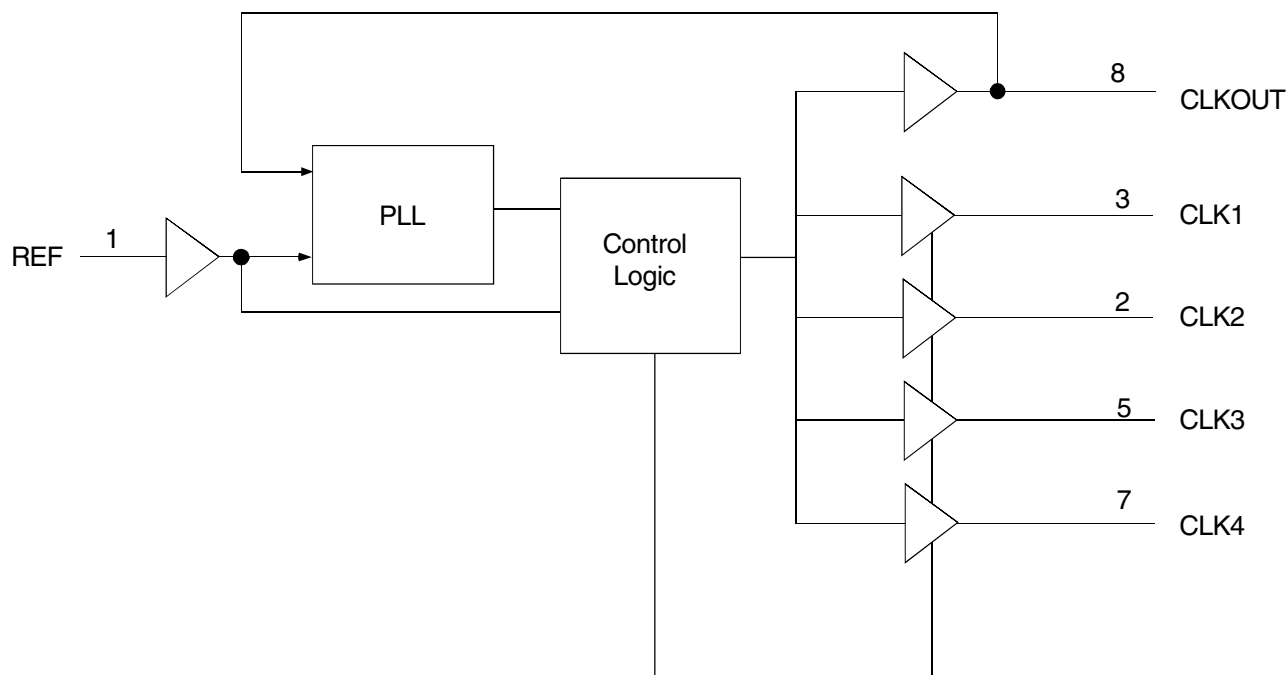 8
CLKOUT
PLL
3
CLK1
REF
1
Control
Logic
2
CLK2
5
CLK3
7
CLK4